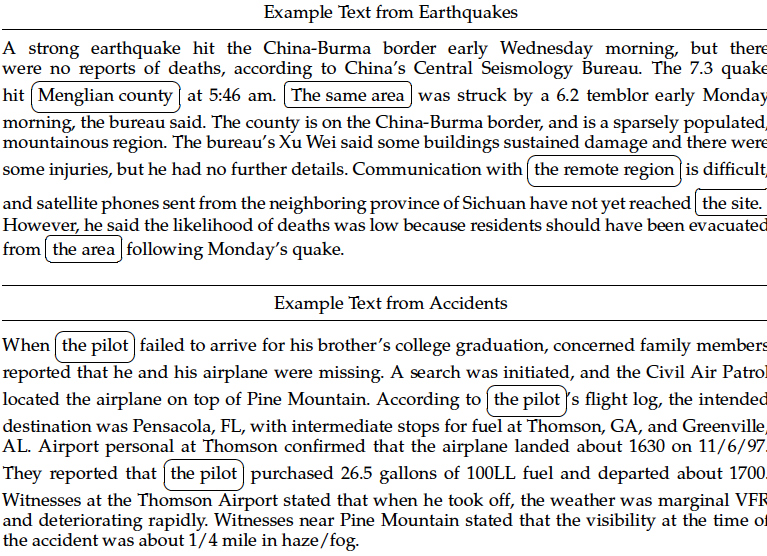 Example Text from Earthquakes
A strong earthquake hit the China-Burma border early Wednesday morning, but there
were no reports of deaths, according to China's Central Seismology Bureau. The 7.3 quake
hit Menglian county at 5:46 am. The same area was struck by a 6.2 temblor early Monday
morning, the bureau said. The county is on the China-Burma border, and is a sparsely populated,
mountainous region. The bureau's Xu Wei said some buildings sustained damage and there were
some injuries, but he had no further details. Communication with the remote region is difficult,
and satellite phones sent from the neighboring province of Sichuan have not yet reached the site.
However, he said the likelihood of deaths was low because residents should have been evacuated
from the area following Monday's quake.
Example Text from Accidents
When the pilot failed to arrive for his brother's college graduation, concerned family members
reported that he and his airplane were missing. A search was initiated, and the Civil Air Patrol
located the airplane on top of Pine Mountain. According to the pilot's flight log, the intended
destination was Pensacola, FL, with intermediate stops for fuel at Thomson, GA, and Greenville,
AL. Airport personal at Thomson confirmed that the airplane landed about 1630 on 11/6/97.
They reported that the pilot purchased 26.5 gallons of 100LL fuel and departed about 1700.
Witnesses at the Thomson Airport stated that when he took off, the weather was marginal VFR
and deteriorating rapidly. Witnesses near Pine Mountain stated that the visibility at the time of
the accident was about 1/4 mile in haze/fog.